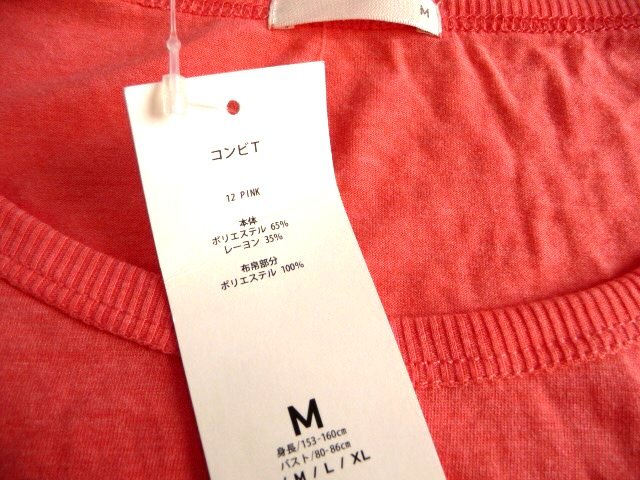 M
コンビT
12 PINK
本体
ポリエステル 65%
レーヨン 35%
布帛部分
ポリエステル 100%
M
身長/153-160cm
バスト/80-86cm
/ M / L / XL